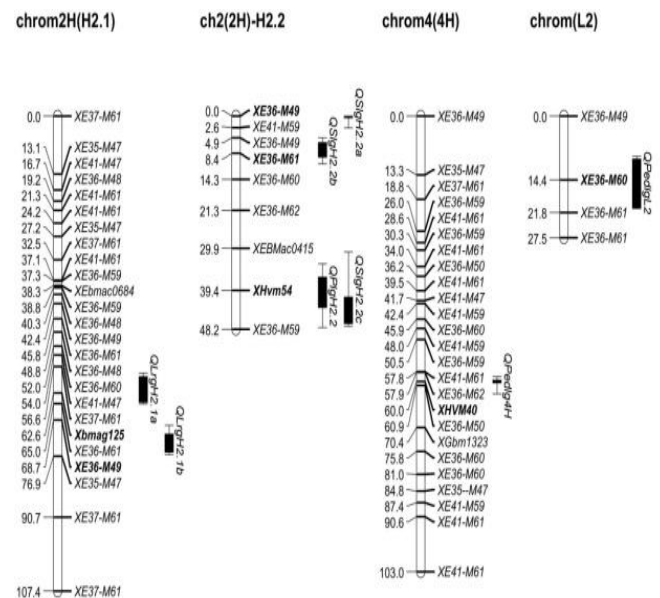 chrom2H(H2.1)
0.0 XE37-M61
13.1 XE35-M47
16.7 XE41-M47
19.2 XE36-M48
21.3 XE41-M61
24.2 XE41-M61
27.2 XE35-M47
32.5 XE37-M61
37.1 XE41-M61
37.3 XE36-M59
38.3 XEbmac0684
38.8 XE36-M59
40.3 XE36-M48
42.4 XE36-M49
45.8 XE36-M61
48.8 XE36-M48
52.0 XE36-M60
54.0 XE41-M47
56.6 XE37-M61
62.6 Xbmag125
65.0 XE36-M61
68.7 XE36-M49
76.9 XE35-M47
90.7 XE37-M61
107.4 XE37-M61
QLrgH2.1a
QLrgH2.1b
ch2(2H)-H2.2
0.0 XE36-M49
2.6 XE41-M59
4.9 XE36-M49
8.4 XE36-M61
14.3 XE36-M60
21.3 XE36-M62
29.9 XEBMac0415
39.4 XHvm54
48.2 XE36-M59
QSlgH2.2a
QSlgH2.2b
QPlgH2.2
QSlgH2.2c
chrom4(4H)
0.0 XE36-M49
13.3 XE35-M47
18.8 XE37-M61
26.0 XE36-M59
28.6 XE41-M61
30.3 XE36-M59
34.0 XE41-M61
36.2 XE36-M50
39.5 XE41-M61
41.7 XE41-M47
42.4 XE41-M59
45.9 XE36-M60
48.0 XE41-M59
50.5 XE36-M59
57.8 XE41-M61
57.9 XE36-M62
60.0 XHVM40
60.9 XE36-M50
70.4 XGbm1323
75.8 XE36-M60
81.0 XE36-M60
84.8 XE35--M47
87.4 XE41-M59
90.6 XE41-M61
103.0 XE41-M61
QPedlg4H
chrom(L2)
0.0 XE36-M49
14.4 XE36-M60
21.8 XE36-M61
27.5 XE36-M61
QPedlgL2